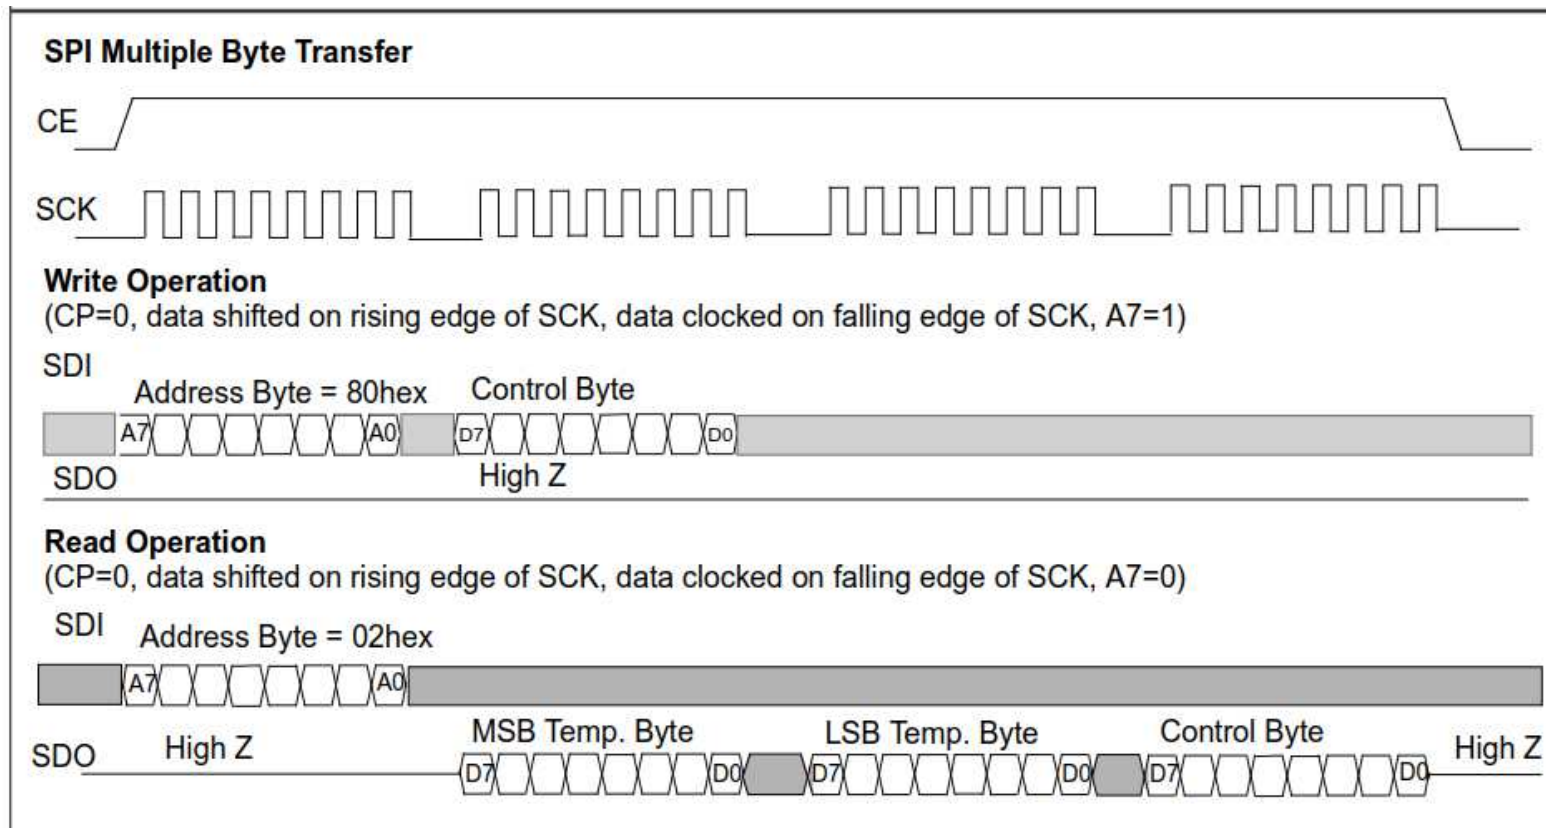 SPI Multiple Byte Transfer
CE
SCK
Write Operation
(CP=0, data shifted on rising edge of SCK, data clocked on falling edge of SCK, A7=1)
SDI
Address Byte = 80hex Control Byte
A7 A0 D7 D0
SDO High Z
Read Operation
(CP=0, data shifted on rising edge of SCK, data clocked on falling edge of SCK, A7=0)
SDI Address Byte = 02hex
A7 A0
MSB Temp. Byte LSB Temp. Byte Control Byte
SDO High Z High Z
D7 D0 D7 D0 D7 D0